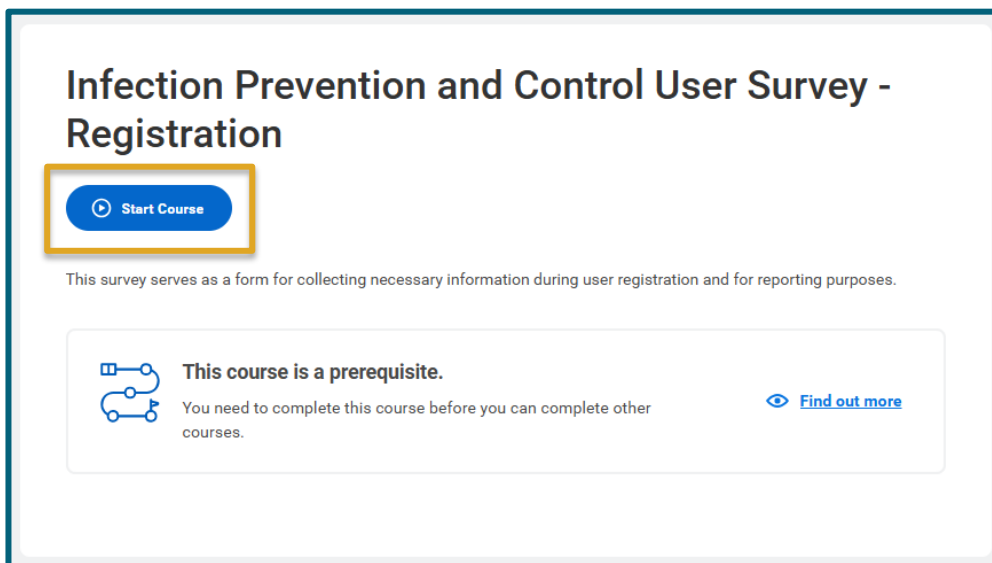 Infection Prevention and Control User Survey -
Registration
Start Course
This survey serves as a form for collecting necessary information during user registration and for reporting purposes.
This course is a prerequisite.
You need to complete this course before you can complete other
courses.
Find out more